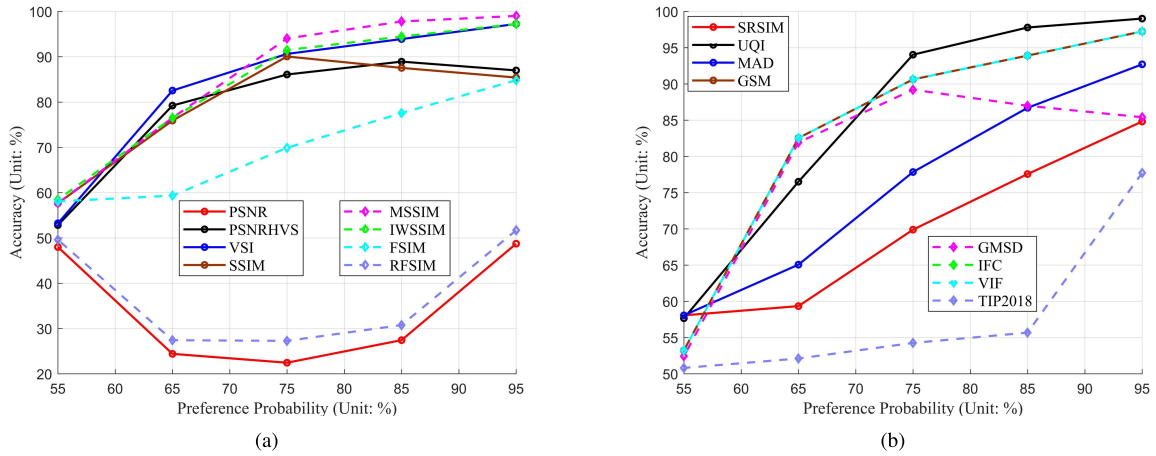 100
90
80
70
60
50
40
30
20
Accuracy (Unit: %)
PSNR
PSNRHVS
VSI
SSIM
MSSIM
IWSSIM
FSIM
RFSIM
55 60 65 70 75 80 85 90 95
Preference Probability (Unit: %)
(a)
100
95
90
85
80
75
70
65
60
55
50
Accuracy (Unit: %)
SRSIM
UQI
MAD
GSM
GMSD
IFC
VIF
TIP2018
55 60 65 70 75 80 85 90 95
Preference Probability (Unit: %)
(b)